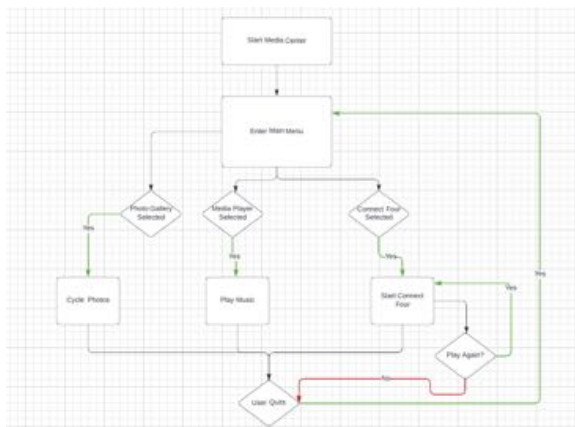 Start Media Center
Enter Main Menu
Photo Gallery
Selected
Media Player
Selected
Connect Four
Selected
Yes
Yes
Yes
Yes
Yes
Cycle Photos
Play Music
Start Connect
Four
Play Again?
No
User Quits